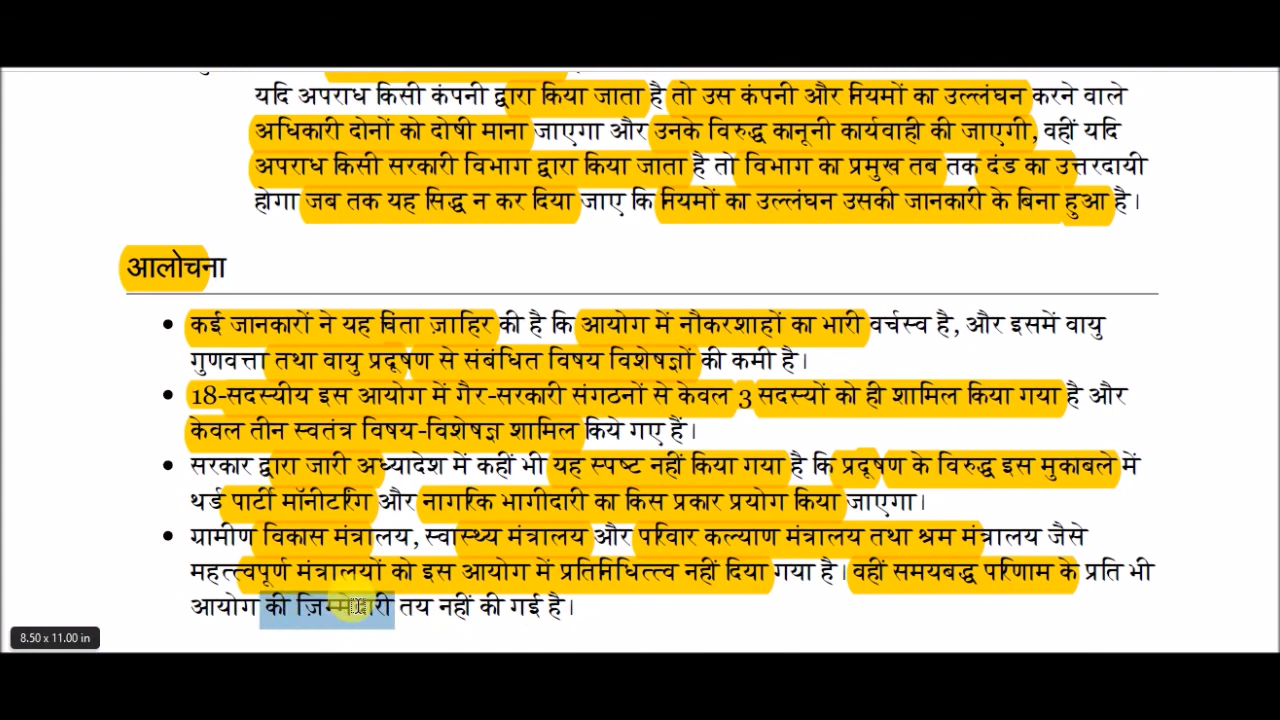 यदि अपराध किसी कंपनी द्वारा किया जाता है तो उस कंपनी और नियमों का उल्लंघन करने वाले
अधिकारी दोनों को दोषी माना जाएगा और उनके विरुद्ध कानूनी कार्यवाही की जाएगी, वहीं यदि
अपराध किसी सरकारी विभाग द्वारा किया जाता है तो विभाग का प्रमुख तब तक दंड का उत्तरदायी
होगा जब तक यह सिद्ध न कर दिया जाए कि नियमों का उल्लंघन उसकी जानकारी के बिना हुआ है।
आलोचना
• कई जानकारों ने यह चिंता ज़ाहिर की है कि आयोग में नौकरशाहों का भारी वर्चस्व है, और इसमें वायु
गुणवत्ता तथा वायु प्रदूषण से संबंधित विषय विशेषज्ञों की कमी है।
• 18-सदस्यीय इस आयोग में गैर-सरकारी संगठनों से केवल 3 सदस्यों को ही शामिल किया गया है और
केवल तीन स्वतंत्र विषय-विशेषज्ञ शामिल किये गए हैं।
• सरकार द्वारा जारी अध्यादेश में कहीं भी यह स्पष्ट नहीं किया गया है कि प्रदूषण के विरुद्ध इस मुकाबले में
थर्ड पार्टी मॉनीटरिंग और नागरिक भागीदारी का किस प्रकार प्रयोग किया जाएगा।
• ग्रामीण विकास मंत्रालय, स्वास्थ्य मंत्रालय और परिवार कल्याण मंत्रालय तथा श्रम मंत्रालय जैसे
महत्त्वपूर्ण मंत्रालयों को इस आयोग में प्रतिनिधित्त्व नहीं दिया गया है। वहीं समयबद्ध परिणाम के प्रति भी
आयोग की ज़िम्मेदारी तय नहीं की गई है।
8.50 x 11.00 in